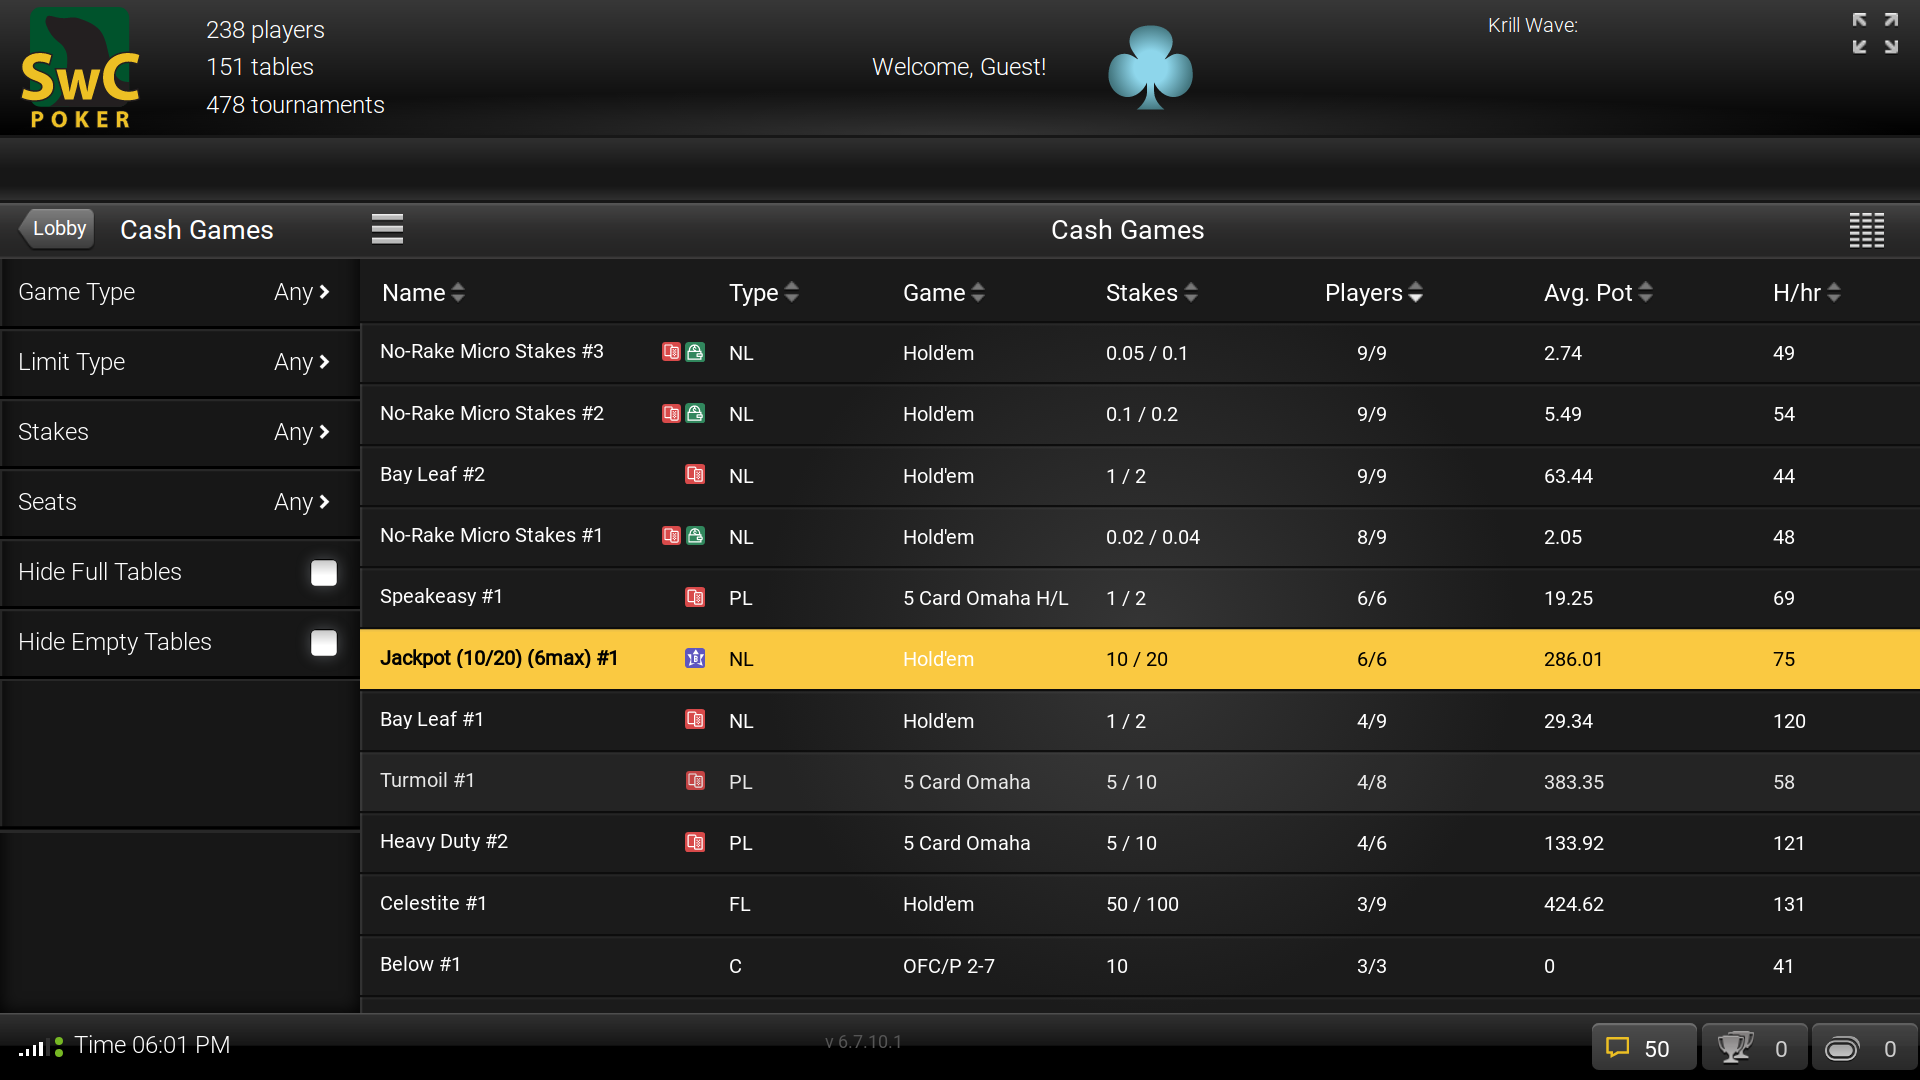 SwC
POKER
238 players
151 tables
478 tournaments
Welcome, Guest!
Krill Wave:
Lobby
Cash Games
Cash Games
Game Type Any
Limit Type Any
Stakes Any
Seats Any
Hide Full Tables
Hide Empty Tables
Name Type Game Stakes Players Avg. Pot H/hr
No-Rake Micro Stakes #3 NL Hold'em 0.05 / 0.1 9/9 2.74 49
No-Rake Micro Stakes #2 NL Hold'em 0.1 / 0.2 9/9 5.49 54
Bay Leaf #2 NL Hold'em 1 / 2 9/9 63.44 44
No-Rake Micro Stakes #1 NL Hold'em 0.02 / 0.04 8/9 2.05 48
Speakeasy #1 PL 5 Card Omaha H/L 1 / 2 6/6 19.25 69
Jackpot (10/20) (6max) #1 NL Hold'em 10 / 20 6/6 286.01 75
Bay Leaf #1 NL Hold'em 1 / 2 4/9 29.34 120
Turmoil #1 PL 5 Card Omaha 5 / 10 4/8 383.35 58
Heavy Duty #2 PL 5 Card Omaha 5 / 10 4/6 133.92 121
Celestite #1 FL Hold'em 50 / 100 3/9 424.62 131
Below #1 C OFC/P 2-7 10 3/3 0 41
Time 06:01 PM
v 6.7.10.1
50
0
0